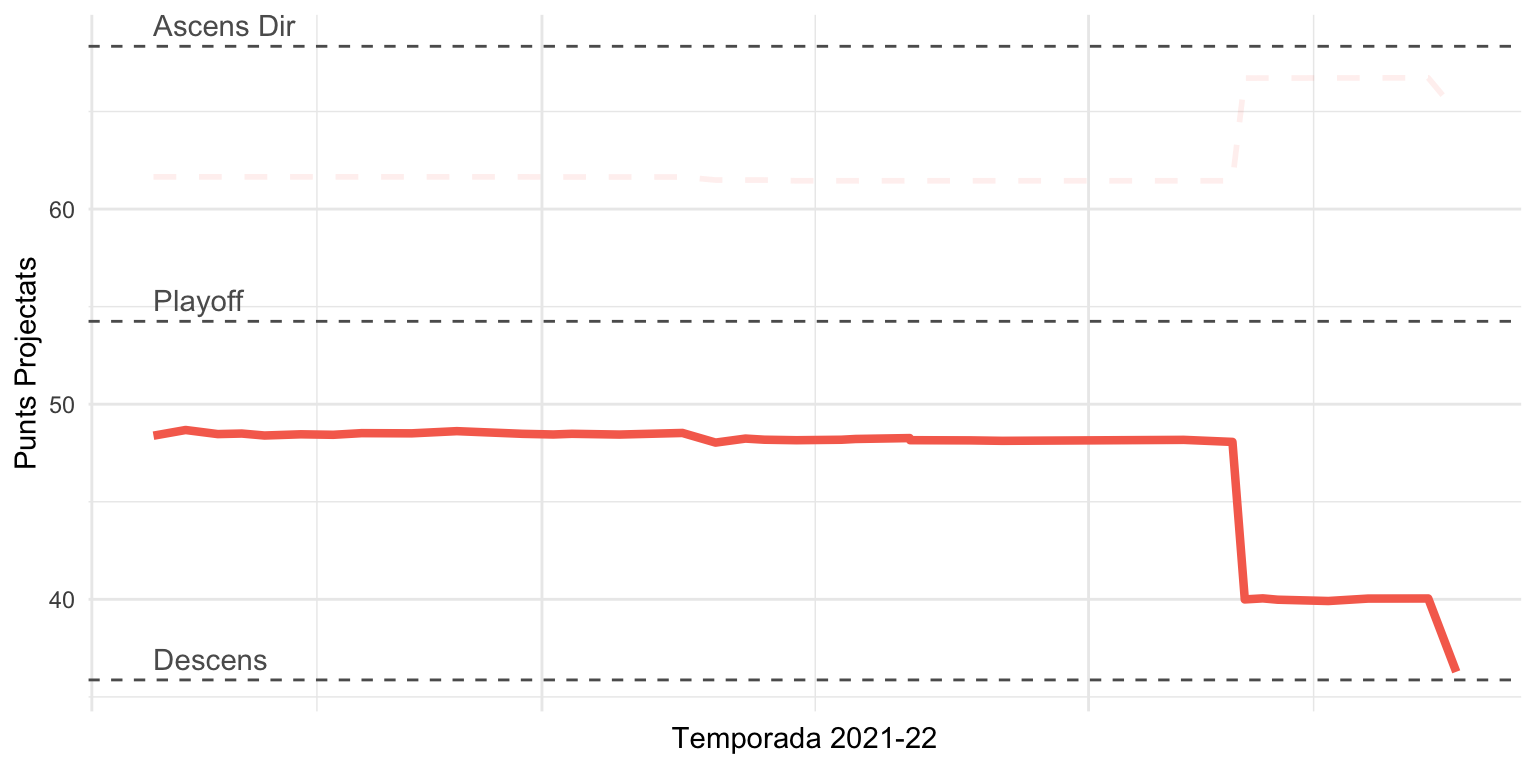 Ascens Dir
60
Playoff
50
40
Descens
Punts Projectats
Temporada 2021-22